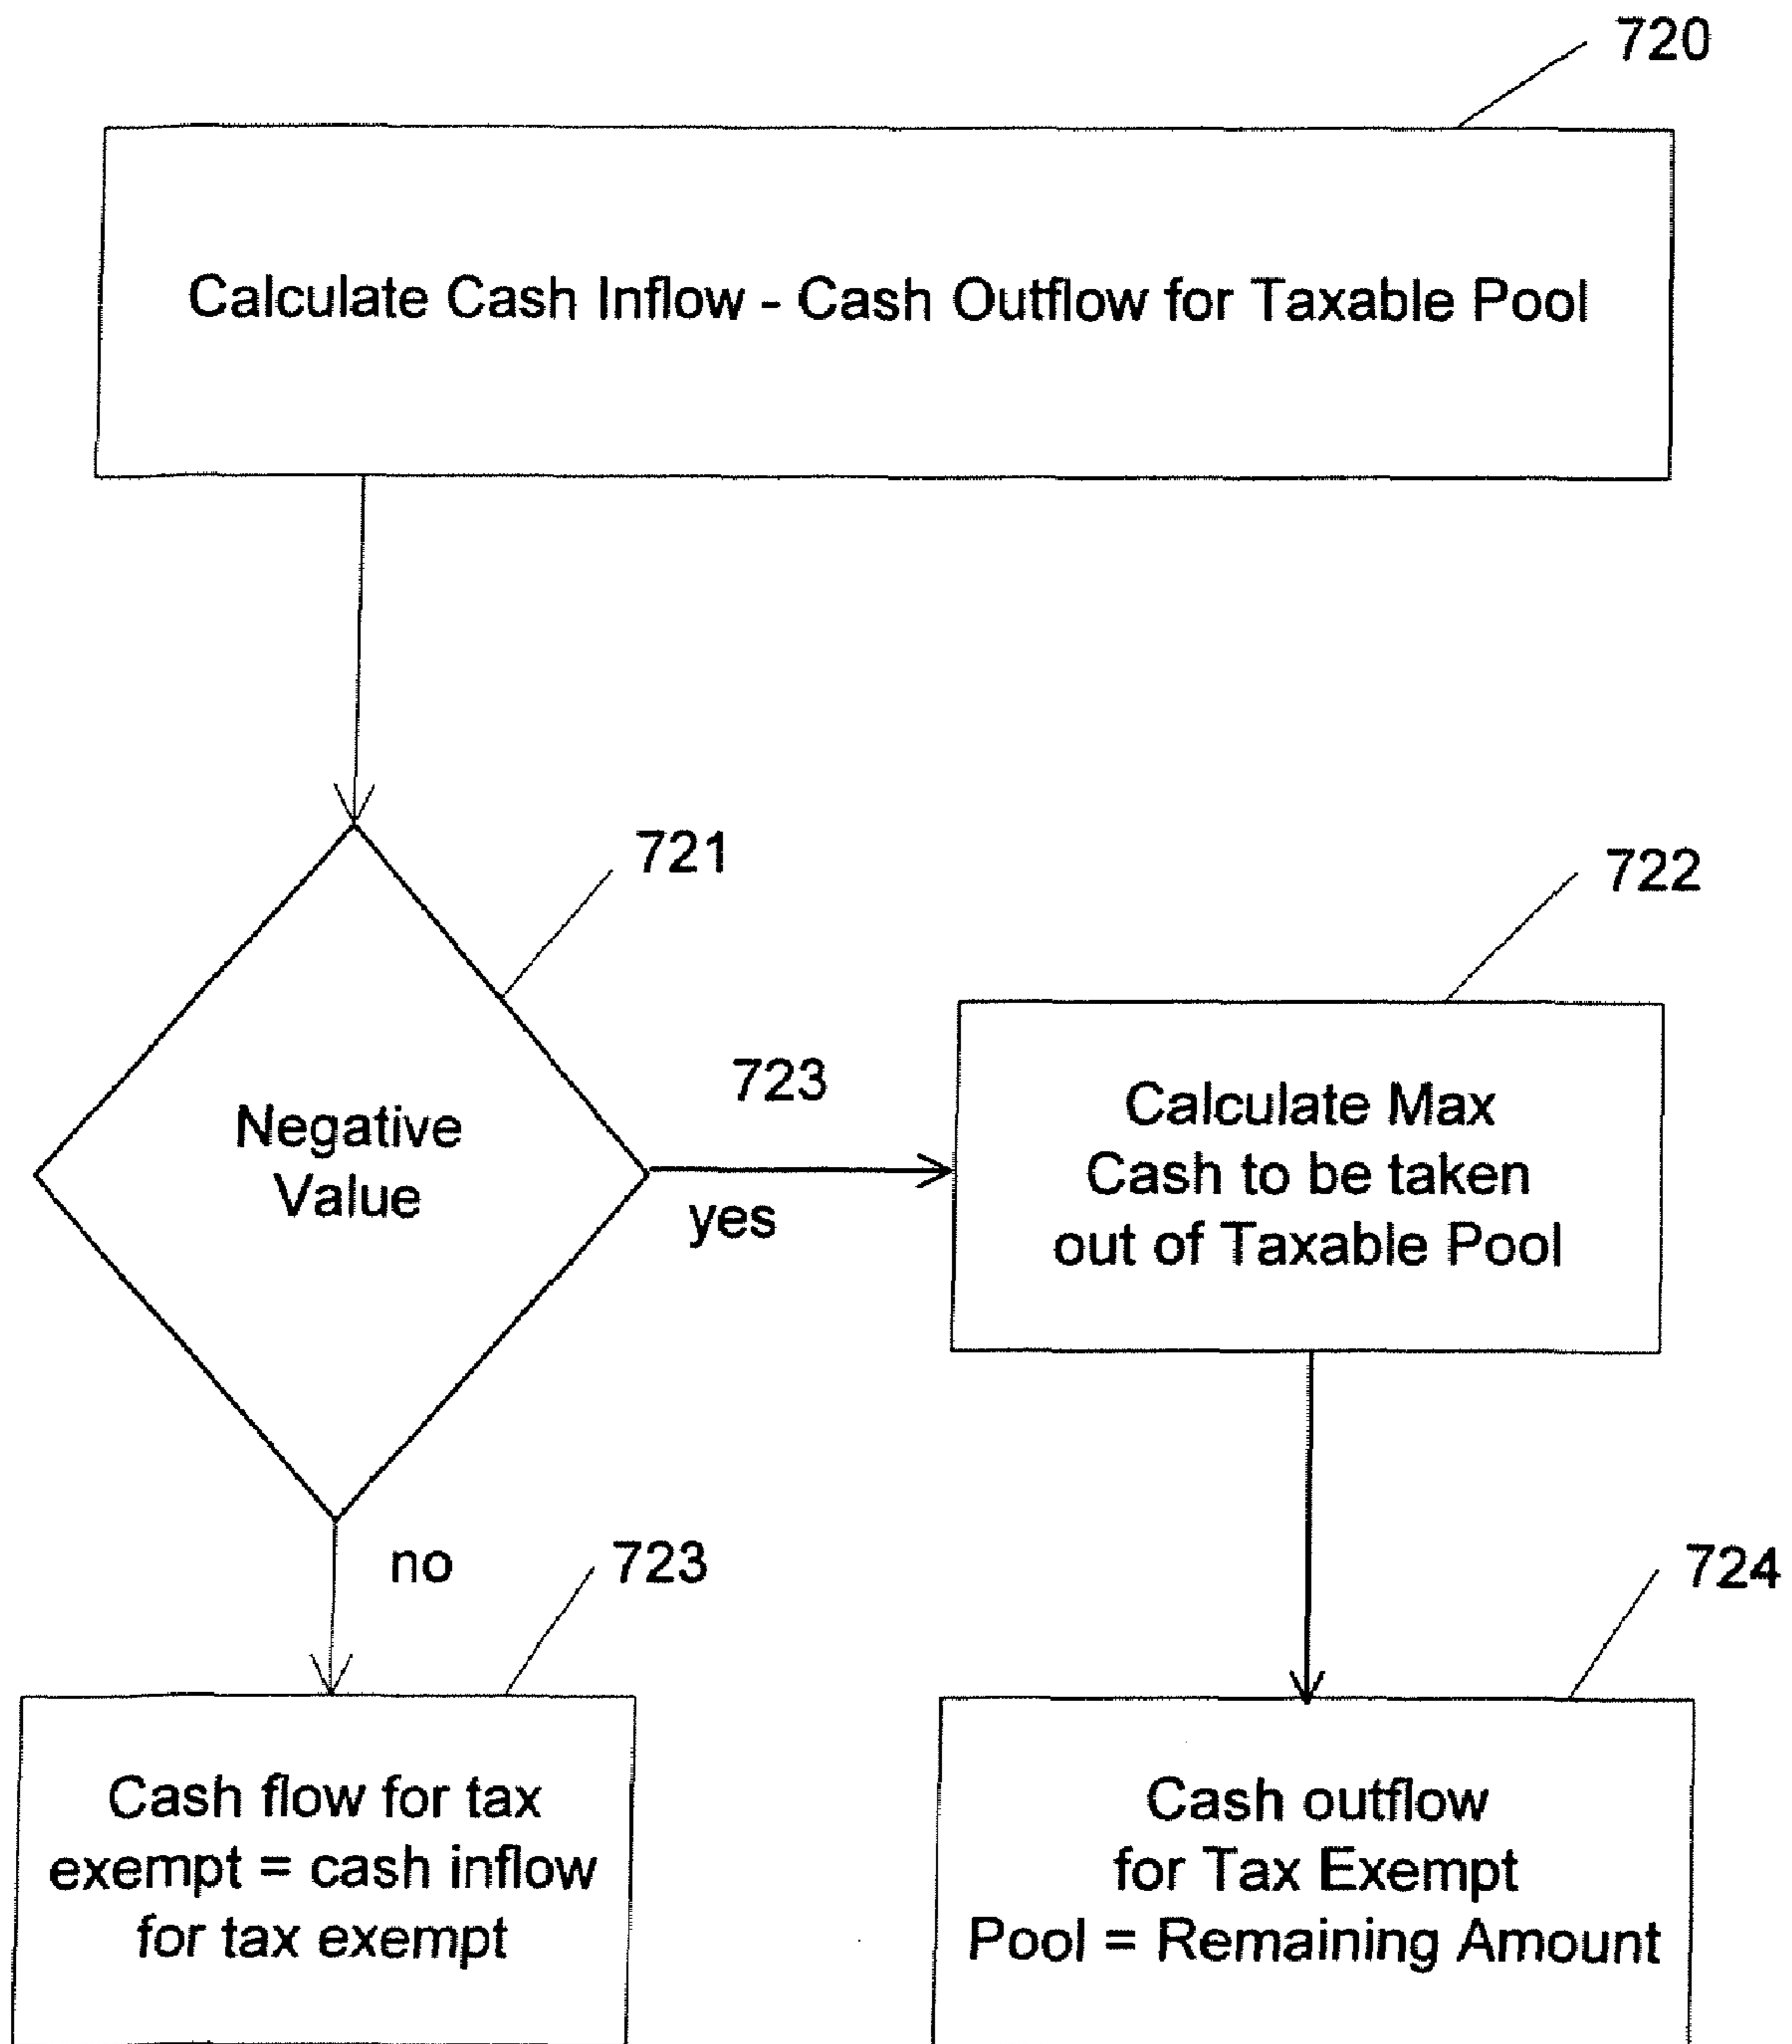 720
Calculate Cash Inflow - Cash Outflow for Taxable Pool
721
722
723
Negative
Value
yes
Calculate Max
Cash to be taken
out of Taxable Pool
no
723
724
Cash flow for tax
exempt = cash inflow
for tax exempt
Cash outflow
for Tax Exempt
Pool = Remaining Amount